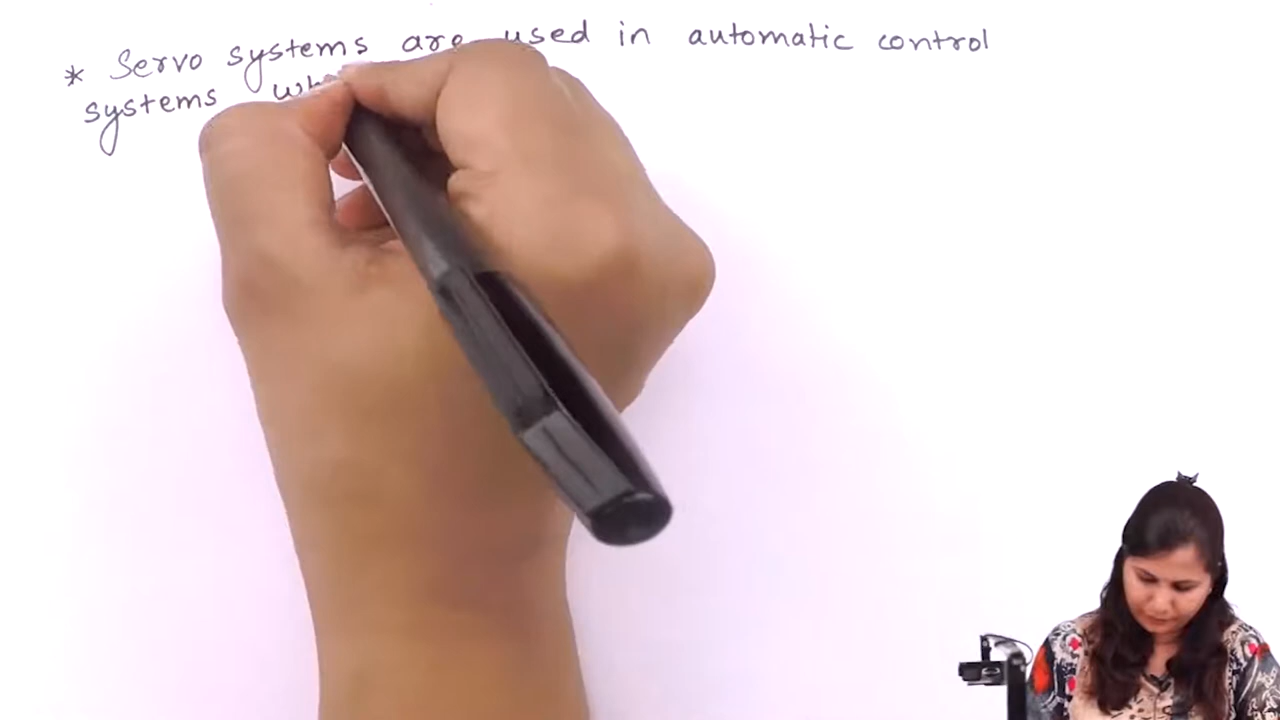 * Servo systems are used in automatic control
systems